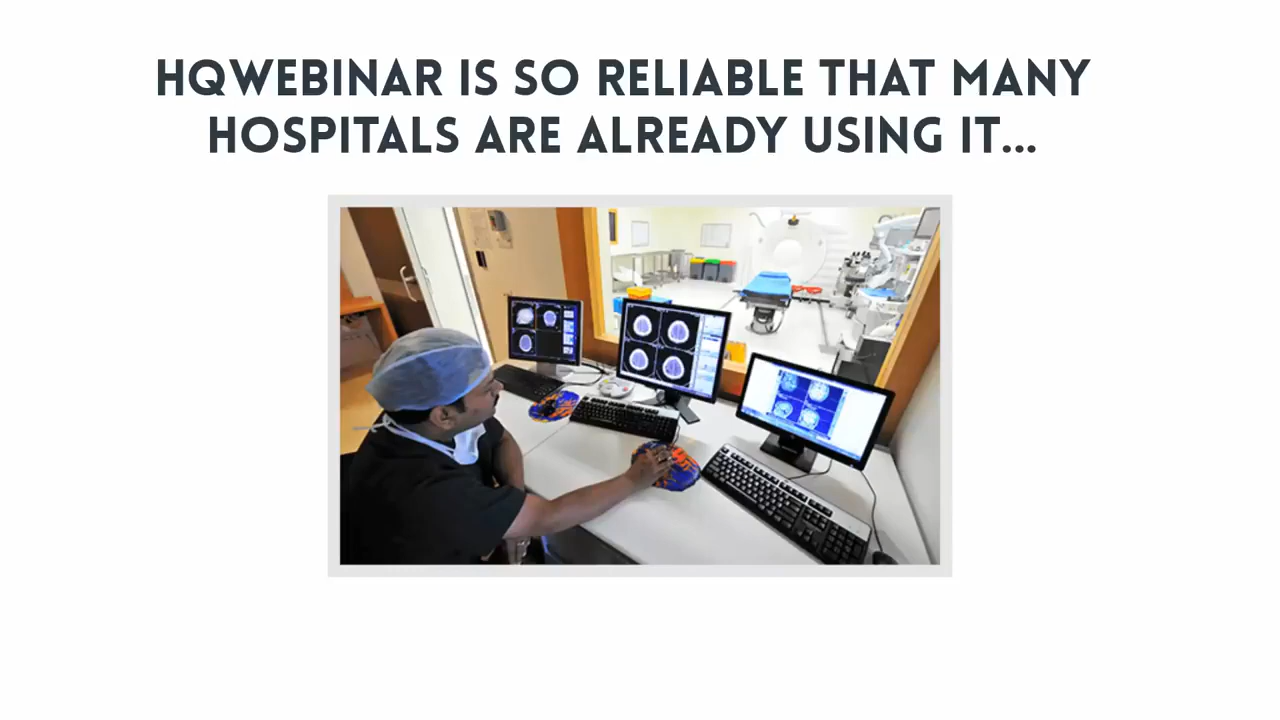 HQWEBINAR IS SO RELIABLE THAT MANY
HOSPITALS ARE ALREADY USING IT...